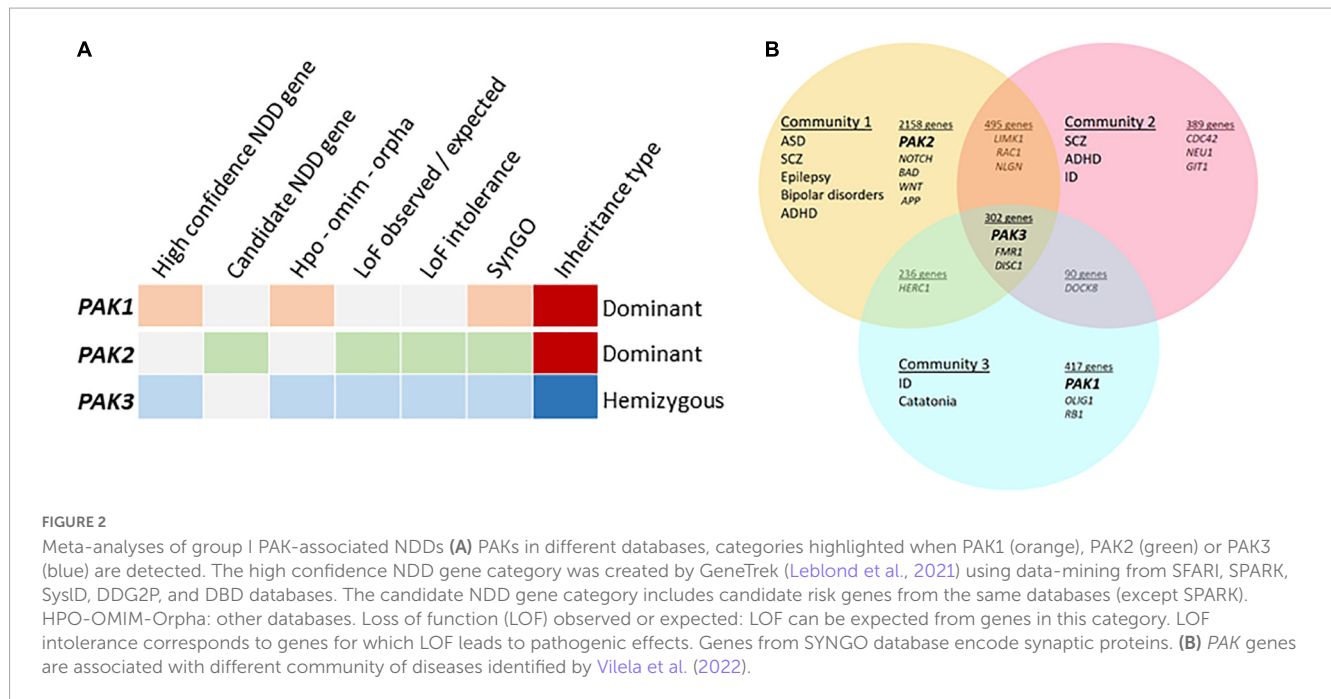 A
High confidence NDD gene
Candidate NDD gene
Hpo - omim - orpha
LoF observed / expected
LoF intolerance
SynGO
Inheritance type
PAK1
Dominant
PAK2
Dominant
PAK3
Hemizygous
B
Community 1
ASD
SCZ
Epilepsy
Bipolar disorders
ADHD
2158 genes
PAK2
NOTCH
BAD
WNT
APP
495 genes
LIMK1
RAC1
NLGN
Community 2
SCZ
ADHD
ID
389 genes
CDC42
NEU1
GIT1
302 genes
PAK3
FMR1
DISC1
236 genes
HERC1
90 genes
DOCK8
Community 3
ID
Catatonia
417 genes
PAK1
OLIG1
RB1
FIGURE 2
Meta-analyses of group I PAK-associated NDDs (A) PAKs in different databases, categories highlighted when PAK1 (orange), PAK2 (green) or PAK3
(blue) are detected. The high confidence NDD gene category was created by GeneTrek (Leblond et al., 2021) using data-mining from SFARI, SPARK,
SysID, DDG2P, and DBD databases. The candidate NDD gene category includes candidate risk genes from the same databases (except SPARK).
HPO-OMIM-Orpha: other databases. Loss of function (LOF) observed or expected: LOF can be expected from genes in this category. LOF
intolerance corresponds to genes for which LOF leads to pathogenic effects. Genes from SYNGO database encode synaptic proteins. (B) PAK genes
are associated with different community of diseases identified by Vilela et al. (2022).